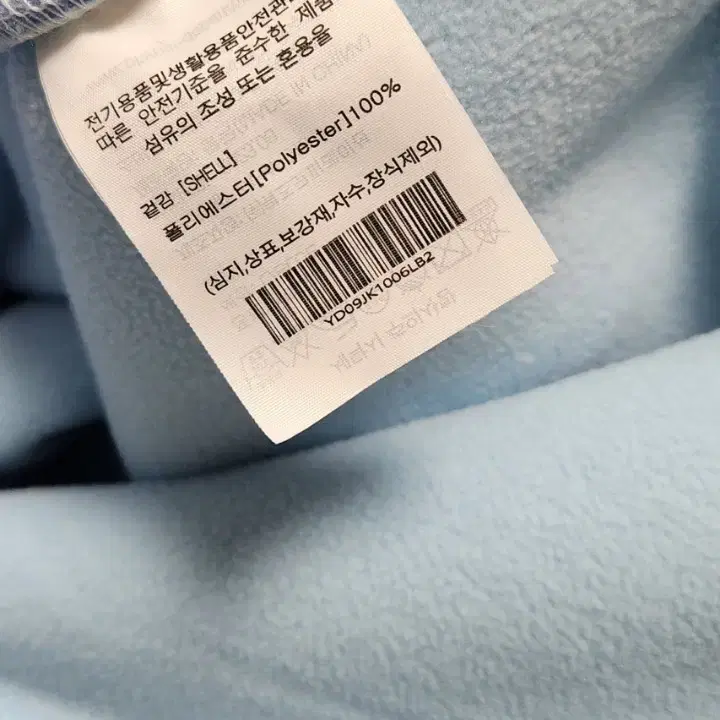 전기용품및생활용품안전관
따른 안전기준을 준수한 제품
섬유의 조성 또는 혼용율
겉감 [SHELL]
폴리에스터[Polyester]100%
(심지,상표,보강재,자수,장식제외)
YD09JK1006LB2